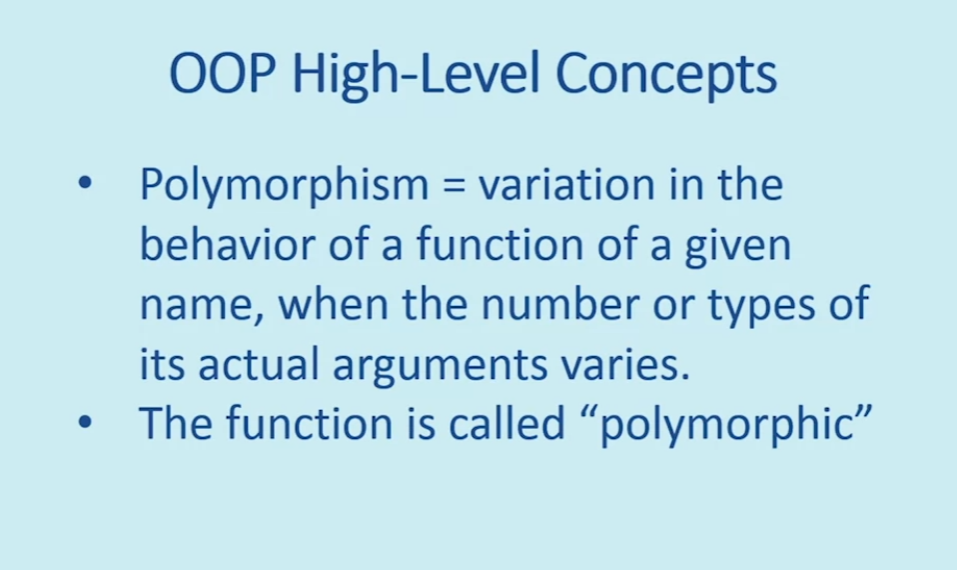 OOP High-Level Concepts
• Polymorphism = variation in the
behavior of a function of a given
name, when the number or types of
its actual arguments varies.
• The function is called “polymorphic”